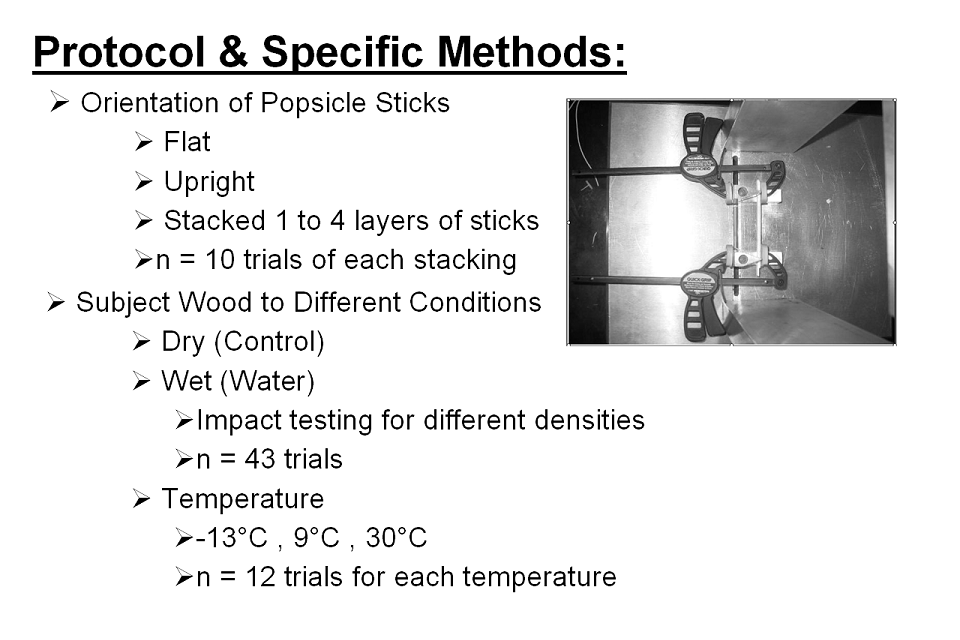 Protocol & Specific Methods:
➢ Orientation of Popsicle Sticks
➢ Flat
➢ Upright
➢ Stacked 1 to 4 layers of sticks
➢n = 10 trials of each stacking
➢ Subject Wood to Different Conditions
➢ Dry (Control)
➢ Wet (Water)
➢Impact testing for different densities
➢n = 43 trials
➢ Temperature
➢-13°C , 9°C , 30°C
➢n = 12 trials for each temperature